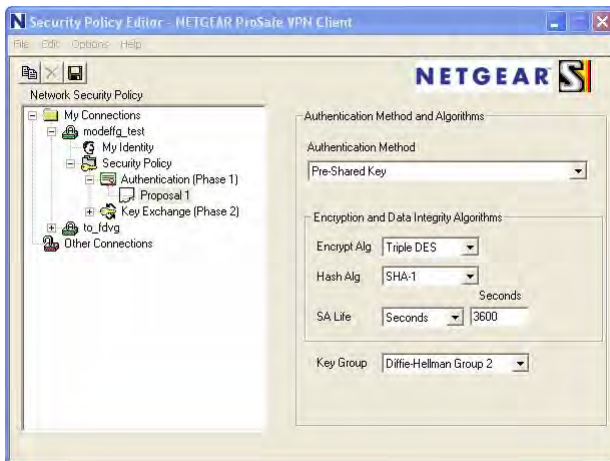 N Security Policy Editor - NETGEAR ProSafe VPN Client
File Edit Options Help
NETGEAR
Network Security Policy
My Connections
modeffg_test
My Identity
Security Policy
Authentication (Phase 1)
Proposal 1
Key Exchange (Phase 2)
to_fdvg
Other Connections
Authentication Method and Algorithms
Authentication Method
Pre-Shared Key
Encryption and Data Integrity Algorithms
Encrypt Alg Triple DES
Hash Alg SHA-1
Seconds
SA Life Seconds 3600
Key Group Diffie-Hellman Group 2